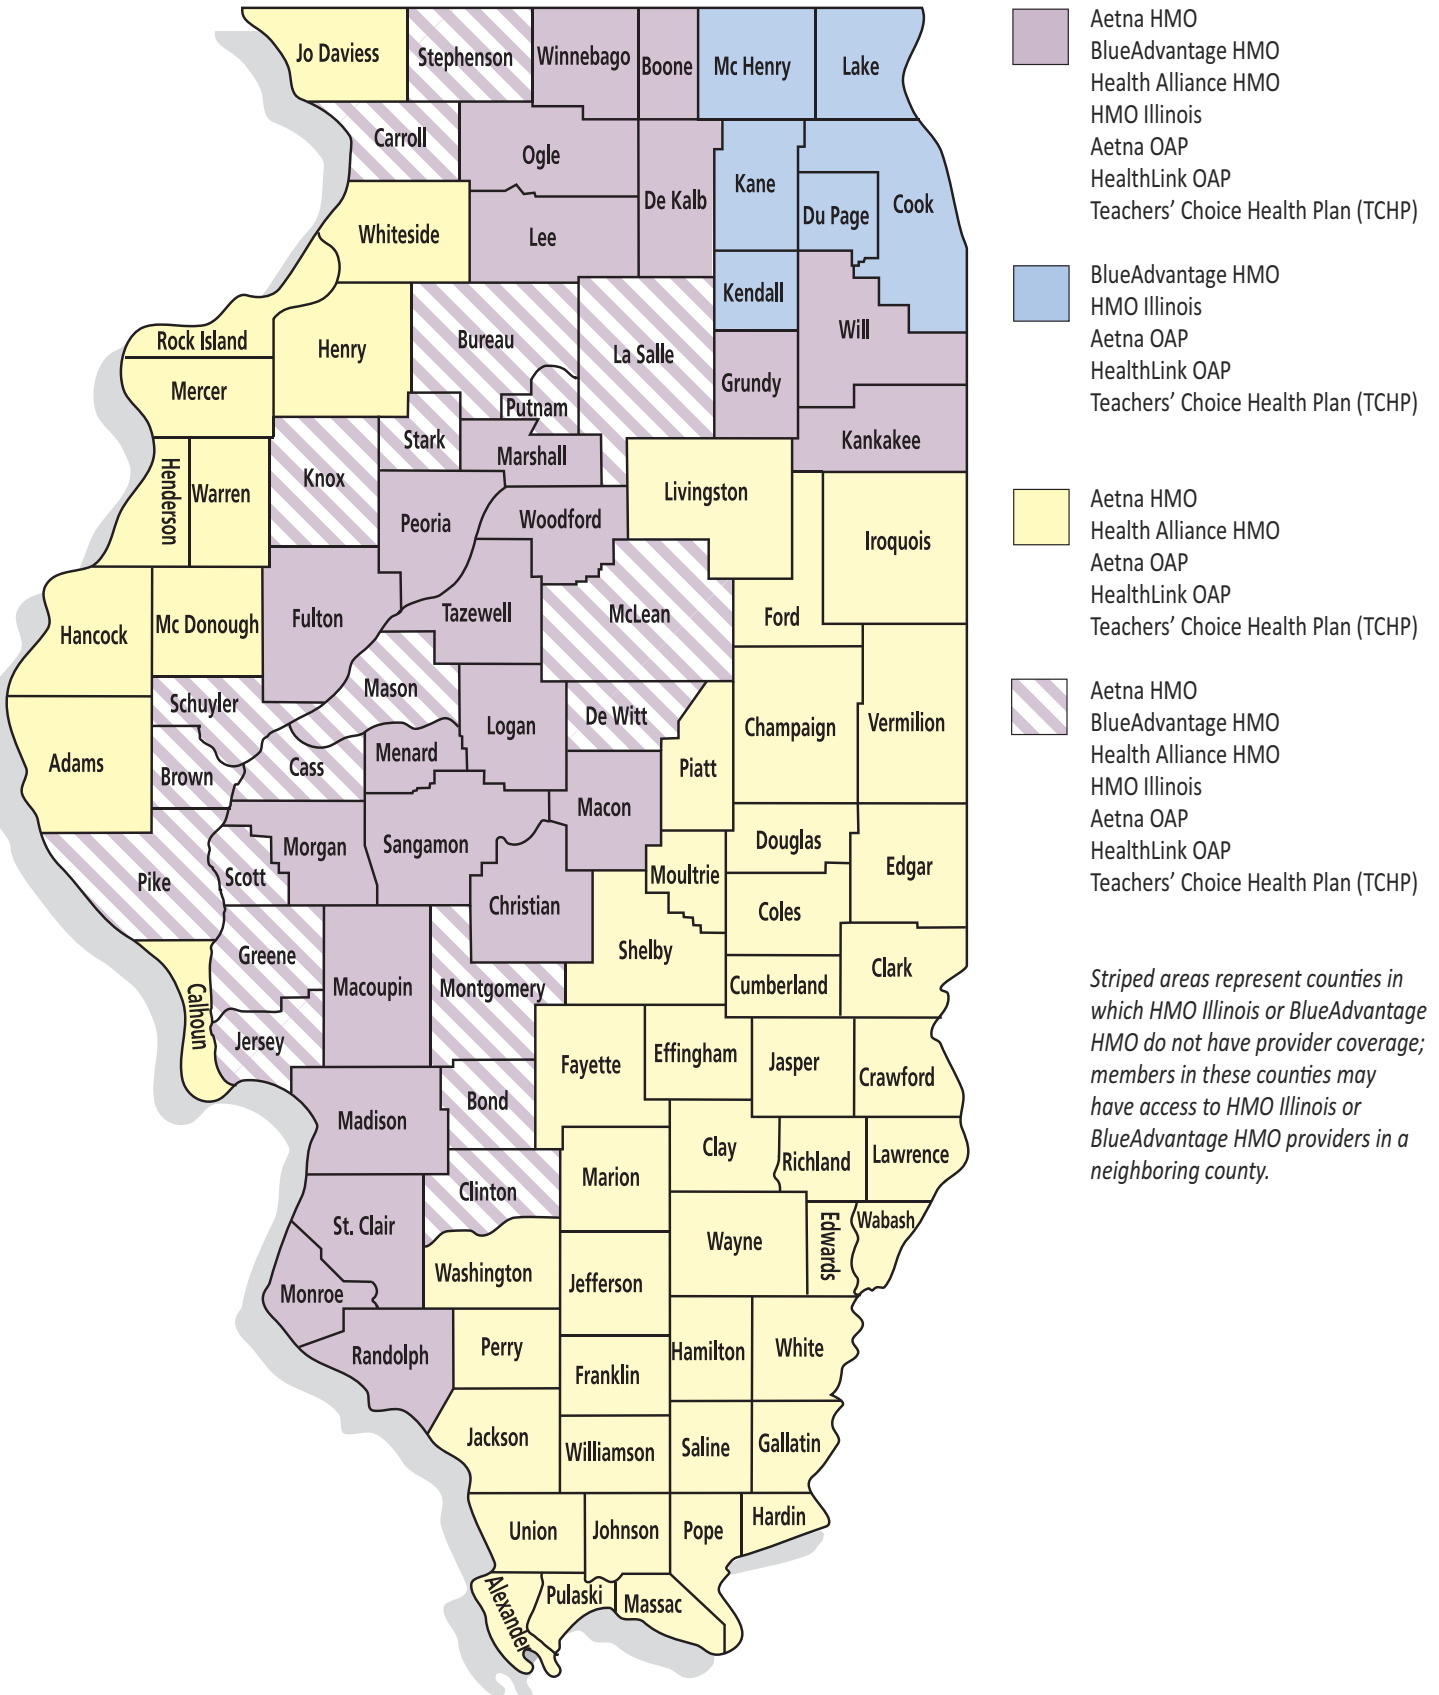 Jo Daviess
Stephenson
Winnebago
Boone
Mc Henry
Lake
Carroll
Ogle
De Kalb
Kane
Du Page
Cook
Whiteside
Lee
Kendall
Will
Rock Island
Henry
Bureau
La Salle
Grundy
Mercer
Putnam
Kankakee
Stark
Marshall
Henderson
Warren
Knox
Livingston
Peoria
Woodford
Iroquois
Hancock
Mc Donough
Fulton
Tazewell
McLean
Ford
Schuyler
Mason
Logan
De Witt
Champaign
Vermilion
Adams
Brown
Cass
Menard
Piatt
Macon
Pike
Scott
Morgan
Sangamon
Douglas
Edgar
Moultrie
Christian
Coles
Greene
Macoupin
Montgomery
Shelby
Cumberland
Clark
Calhoun
Jersey
Fayette
Effingham
Jasper
Crawford
Madison
Bond
Clay
Richland
Lawrence
Marion
Clinton
St. Clair
Wayne
Edwards
Wabash
Washington
Jefferson
Monroe
Randolph
Perry
Franklin
Hamilton
White
Jackson
Williamson
Saline
Gallatin
Union
Johnson
Pope
Hardin
Alexander
Pulaski
Massac
Aetna HMO
BlueAdvantage HMO
Health Alliance HMO
HMO Illinois
Aetna OAP
HealthLink OAP
Teachers’ Choice Health Plan (TCHP)
BlueAdvantage HMO
HMO Illinois
Aetna OAP
HealthLink OAP
Teachers’ Choice Health Plan (TCHP)
Aetna HMO
Health Alliance HMO
Aetna OAP
HealthLink OAP
Teachers’ Choice Health Plan (TCHP)
Aetna HMO
BlueAdvantage HMO
Health Alliance HMO
HMO Illinois
Aetna OAP
HealthLink OAP
Teachers’ Choice Health Plan (TCHP)
Striped areas represent counties in
which HMO Illinois or BlueAdvantage
HMO do not have provider coverage;
members in these counties may
have access to HMO Illinois or
BlueAdvantage HMO providers in a
neighboring county.